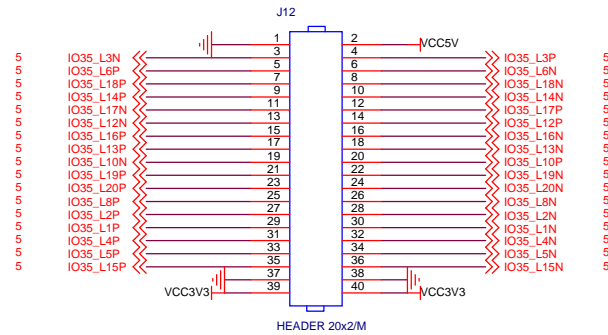 J12
1 2 VCC5V
5 IO35_L3N 3 4 IO35_L3P 5
5 IO35_L6P 5 6 IO35_L6N 5
5 IO35_L18P 7 8 IO35_L18N 5
5 IO35_L14P 9 10 IO35_L14N 5
5 IO35_L17N 11 12 IO35_L17P 5
5 IO35_L12N 13 14 IO35_L12P 5
5 IO35_L16P 15 16 IO35_L16N 5
5 IO35_L13P 17 18 IO35_L13N 5
5 IO35_L10N 19 20 IO35_L10P 5
5 IO35_L19P 21 22 IO35_L19N 5
5 IO35_L20P 23 24 IO35_L20N 5
5 IO35_L8P 25 26 IO35_L8N 5
5 IO35_L2P 27 28 IO35_L2N 5
5 IO35_L1P 29 30 IO35_L1N 5
5 IO35_L4P 31 32 IO35_L4N 5
5 IO35_L5P 33 34 IO35_L5N 5
5 IO35_L15P 35 36 IO35_L15N 5
37 38
VCC3V3 39 40 VCC3V3
HEADER 20x2/M